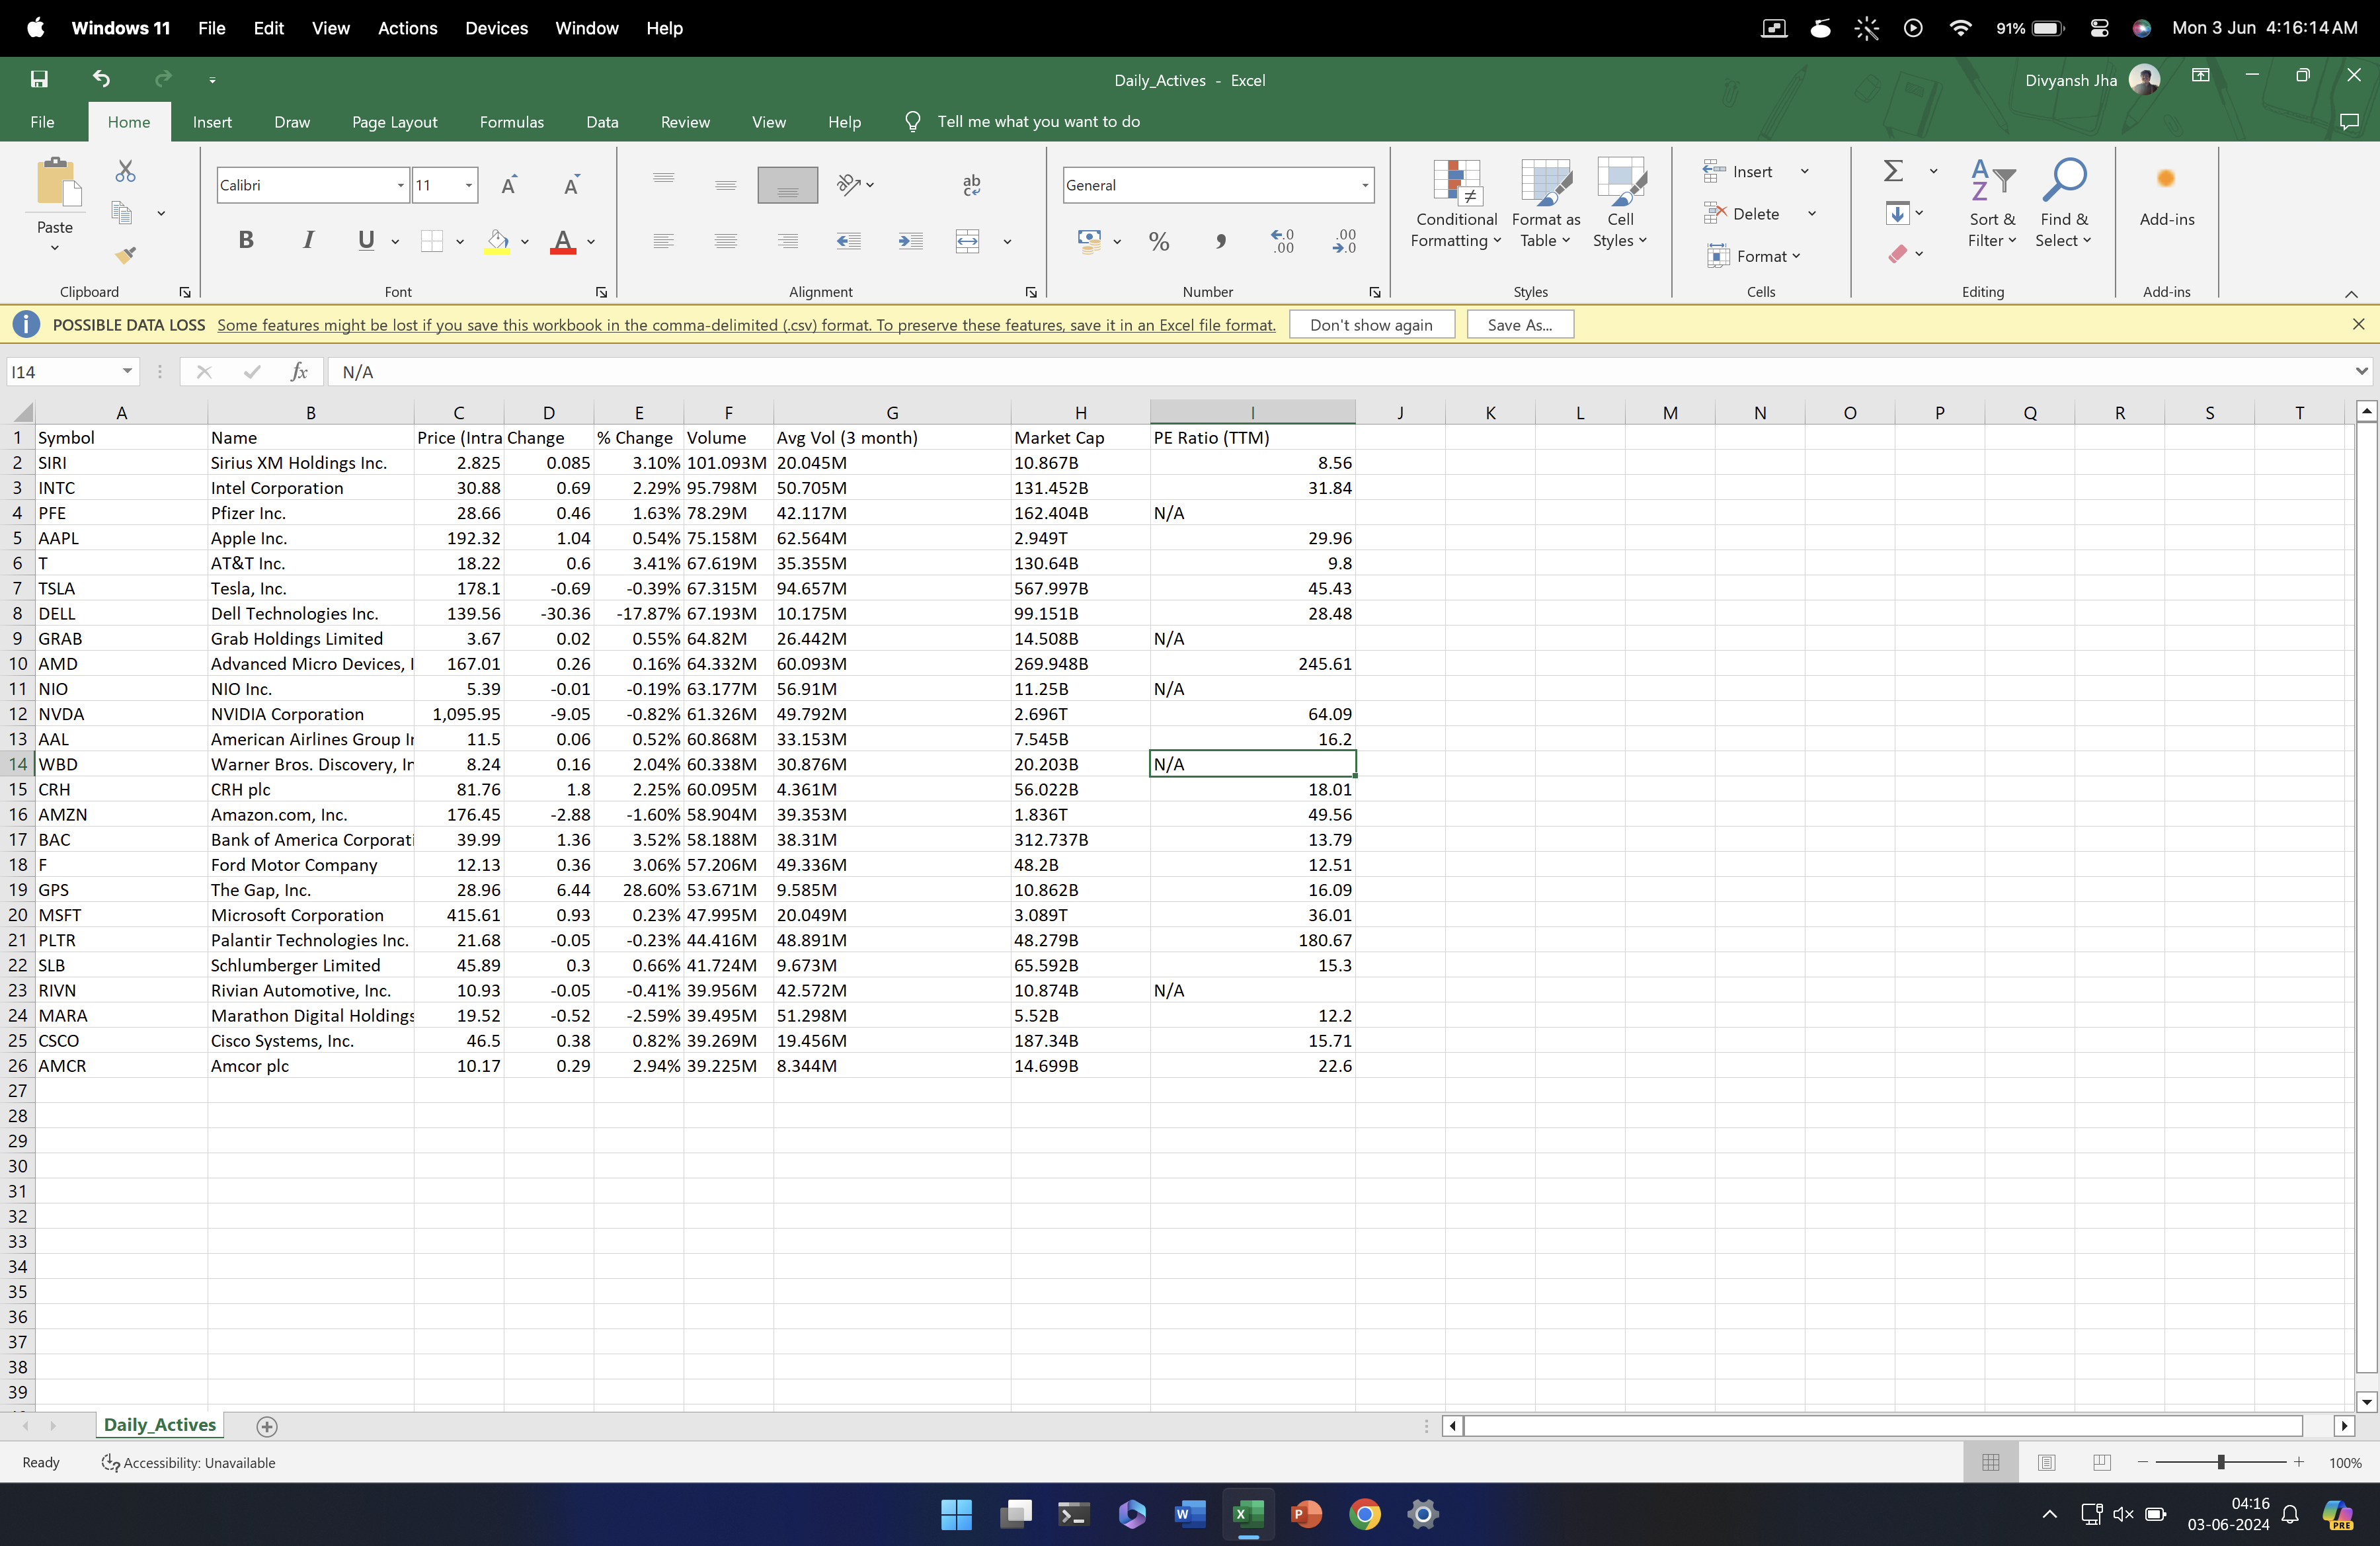 Windows 11 File Edit View Actions Devices Window Help 91% Mon 3 Jun 4:16:14 AM
Daily_Actives - Excel Divyansh Jha
File Home Insert Draw Page Layout Formulas Data Review View Help Tell me what you want to do
Paste Calibri 11 General Conditional Formatting Format as Table Cell Styles Insert Delete Format Sort & Filter Find & Select Add-ins
Clipboard Font Alignment Number Styles Cells Editing Add-ins
POSSIBLE DATA LOSS Some features might be lost if you save this workbook in the comma-delimited (.csv) format. To preserve these features, save it in an Excel file format. Don't show again Save As...
I14 fx N/A
A B C D E F G H I J K L M N O P Q R S T
1 Symbol Name Price (Intra Change % Change Volume Avg Vol (3 month) Market Cap PE Ratio (TTM)
2 SIRI Sirius XM Holdings Inc. 2.825 0.085 3.10% 101.093M 20.045M 10.867B 8.56
3 INTC Intel Corporation 30.88 0.69 2.29% 95.798M 50.705M 131.452B 31.84
4 PFE Pfizer Inc. 28.66 0.46 1.63% 78.29M 42.117M 162.404B N/A
5 AAPL Apple Inc. 192.32 1.04 0.54% 75.158M 62.564M 2.949T 29.96
6 T AT&T Inc. 18.22 0.6 3.41% 67.619M 35.355M 130.64B 9.8
7 TSLA Tesla, Inc. 178.1 -0.69 -0.39% 67.315M 94.657M 567.997B 45.43
8 DELL Dell Technologies Inc. 139.56 -30.36 -17.87% 67.193M 10.175M 99.151B 28.48
9 GRAB Grab Holdings Limited 3.67 0.02 0.55% 64.82M 26.442M 14.508B N/A
10 AMD Advanced Micro Devices, I 167.01 0.26 0.16% 64.332M 60.093M 269.948B 245.61
11 NIO NIO Inc. 5.39 -0.01 -0.19% 63.177M 56.91M 11.25B N/A
12 NVDA NVIDIA Corporation 1,095.95 -9.05 -0.82% 61.326M 49.792M 2.696T 64.09
13 AAL American Airlines Group Ir 11.5 0.06 0.52% 60.868M 33.153M 7.545B 16.2
14 WBD Warner Bros. Discovery, Ir 8.24 0.16 2.04% 60.338M 30.876M 20.203B N/A
15 CRH CRH plc 81.76 1.8 2.25% 60.095M 4.361M 56.022B 18.01
16 AMZN Amazon.com, Inc. 176.45 -2.88 -1.60% 58.904M 39.353M 1.836T 49.56
17 BAC Bank of America Corporati 39.99 1.36 3.52% 58.188M 38.31M 312.737B 13.79
18 F Ford Motor Company 12.13 0.36 3.06% 57.206M 49.336M 48.2B 12.51
19 GPS The Gap, Inc. 28.96 6.44 28.60% 53.671M 9.585M 10.862B 16.09
20 MSFT Microsoft Corporation 415.61 0.93 0.23% 47.995M 20.049M 3.089T 36.01
21 PLTR Palantir Technologies Inc. 21.68 -0.05 -0.23% 44.416M 48.891M 48.279B 180.67
22 SLB Schlumberger Limited 45.89 0.3 0.66% 41.724M 9.673M 65.592B 15.3
23 RIVN Rivian Automotive, Inc. 10.93 -0.05 -0.41% 39.956M 42.572M 10.874B N/A
24 MARA Marathon Digital Holdings 19.52 -0.52 -2.59% 39.495M 51.298M 5.52B 12.2
25 CSCO Cisco Systems, Inc. 46.5 0.38 0.82% 39.269M 19.456M 187.34B 15.71
26 AMCR Amcor plc 10.17 0.29 2.94% 39.225M 8.344M 14.699B 22.6
27
28
29
30
31
32
33
34
35
36
37
38
39
Daily_Actives
Ready Accessibility: Unavailable 100%
04:16
03-06-2024
PRE